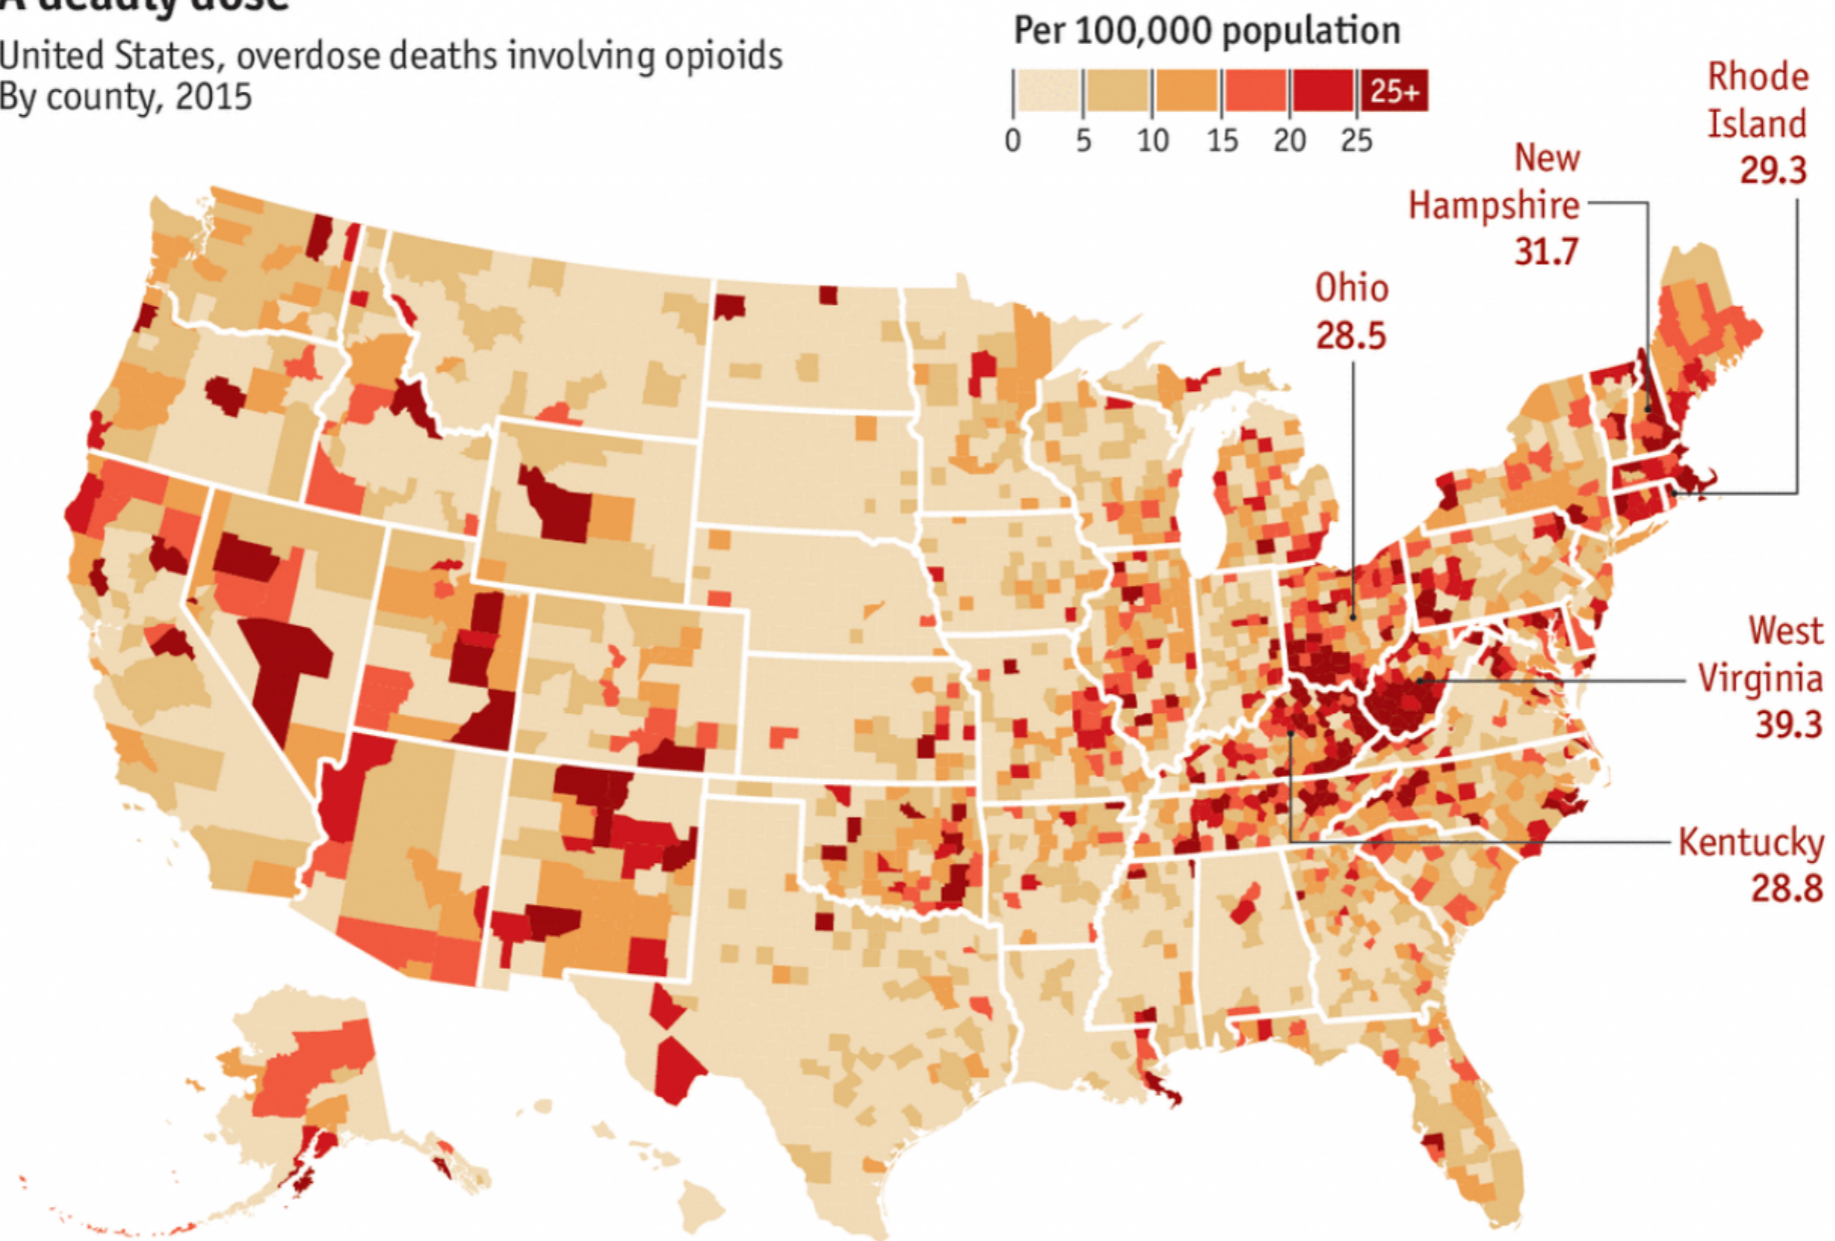 A deadly dose
United States, overdose deaths involving opioids
By county, 2015
Per 100,000 population
25+
0 5 10 15 20 25
Rhode
Island
29.3
New
Hampshire
31.7
Ohio
28.5
West
Virginia
39.3
Kentucky
28.8